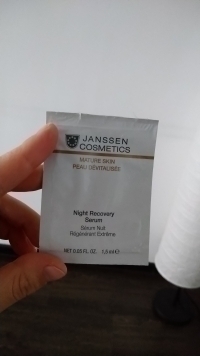 JANSSEN
COSMETICS
MATURE SKIN
PEAU DÉVITALISÉE
Night Recovery
Serum
Sérum Nuit
Régénérant Extrême
NET 0.05 FL. OZ. 1,5 ml ℮